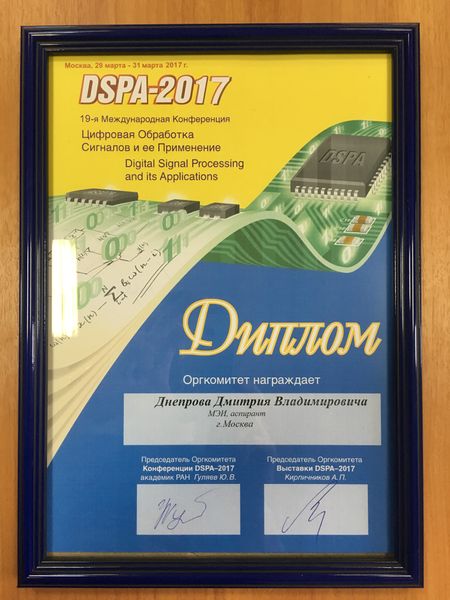 Москва, 29 марта - 31 марта 2017 г.
DSPA-2017
19-я Международная Конференция
Цифровая Обработка
Сигналов и ее Применение
Digital Signal Processing
and its Applications
DSPA
Диплом
Оргкомитет награждает
Днепрова Дмитрия Владимировича
МЭИ, аспирант
г.Москва
Председатель Оргкомитета
Конференции DSPA–2017
академик РАН Гуляев Ю.В.
Председатель Оргкомитета
Выставки DSPA–2017
Кирпичников А.П.